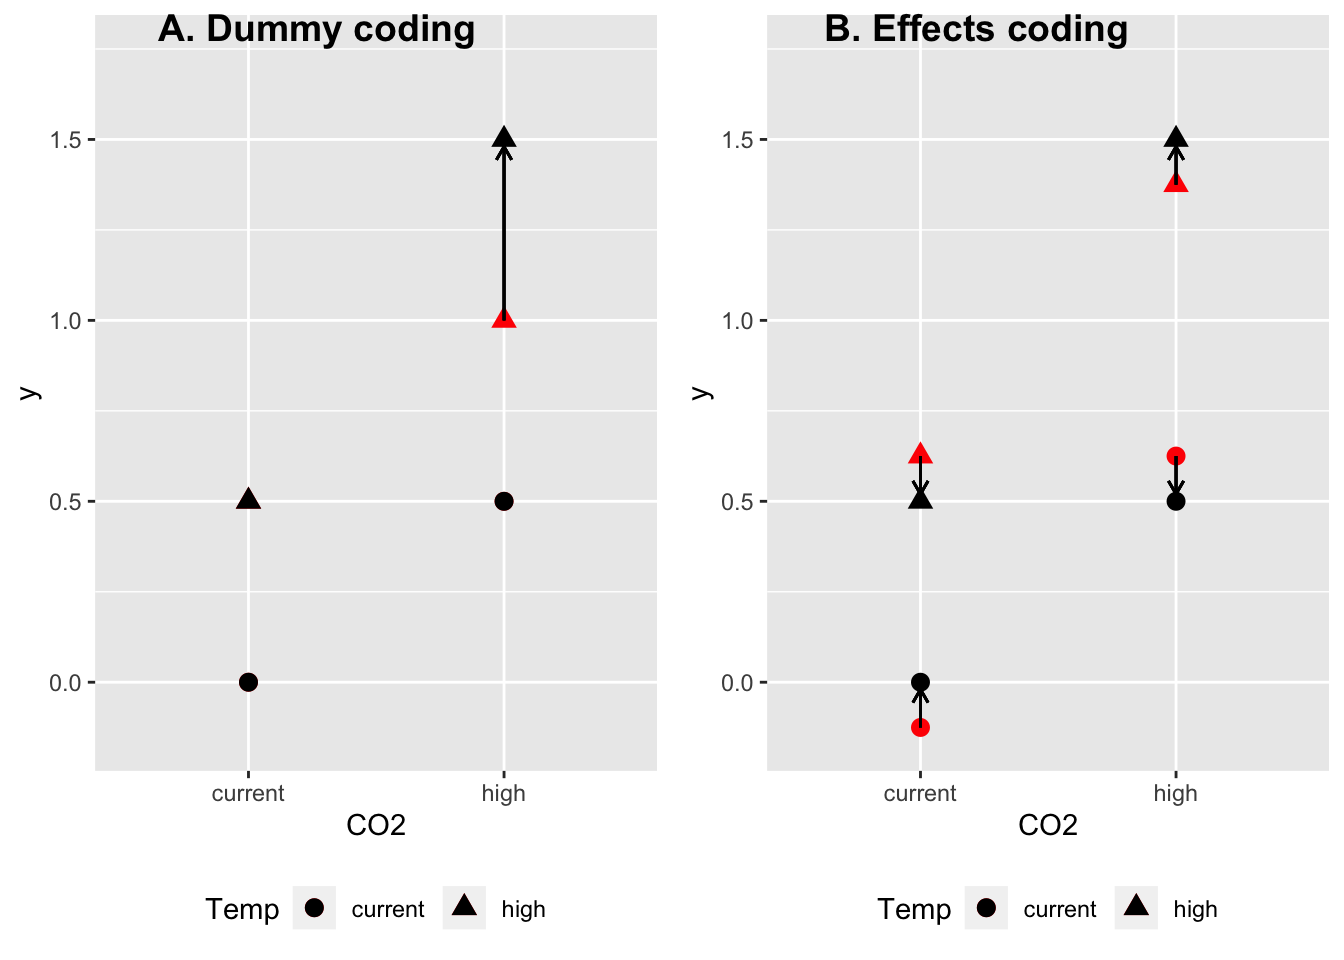 A. Dummy coding
1.5
1.0
0.5
0.0
y
current high
CO2
Temp current high
B. Effects coding
1.5
1.0
0.5
0.0
y
current high
CO2
Temp current high